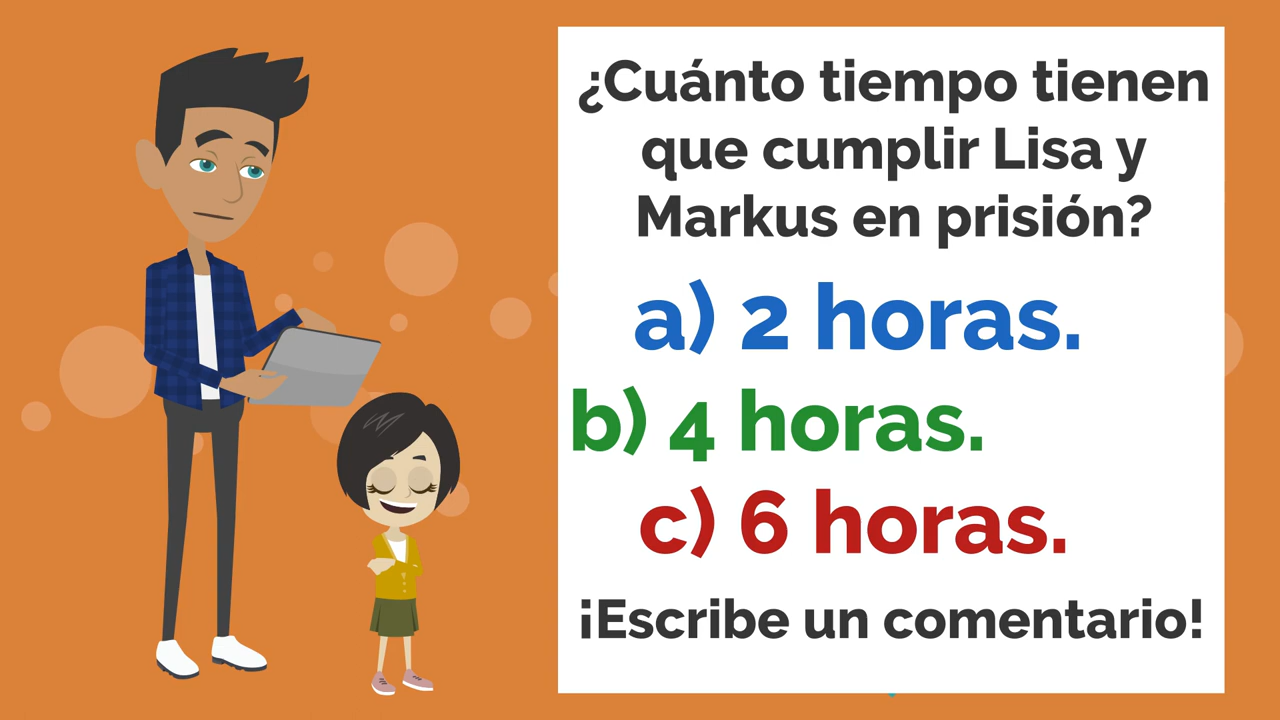 ¿Cuánto tiempo tienen
que cumplir Lisa y
Markus en prisión?
a) 2 horas.
b) 4 horas.
c) 6 horas.
¡Escribe un comentario!